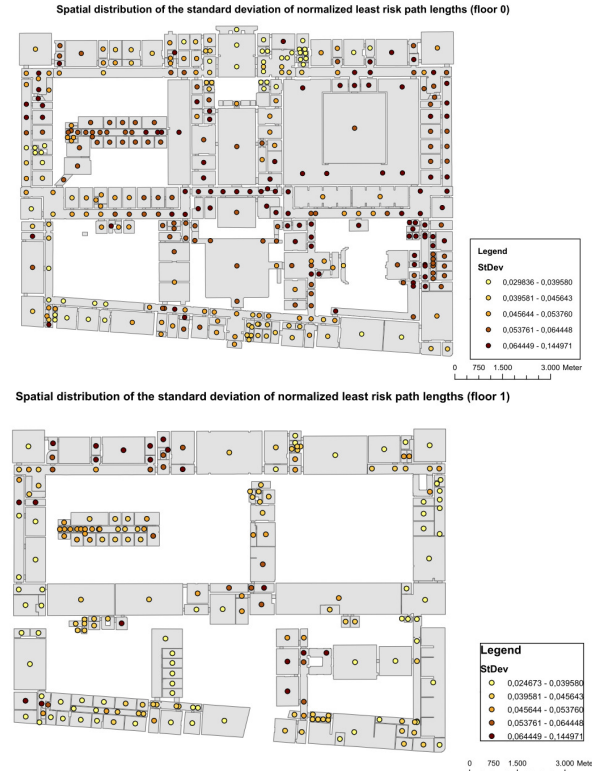 Spatial distribution of the standard deviation of normalized least risk path lengths (floor 0)
Legend
StDev
0,029836 - 0,039580
0,039581 - 0,045643
0,045644 - 0,053760
0,053761 - 0,064448
0,064449 - 0,144971
0 750 1.500 3.000 Meter
Spatial distribution of the standard deviation of normalized least risk path lengths (floor 1)
Legend
StDev
0,024673 - 0,039580
0,039581 - 0,045643
0,045644 - 0,053760
0,053761 - 0,064448
0,064449 - 0,144971
0 750 1.500 3.000 Mete